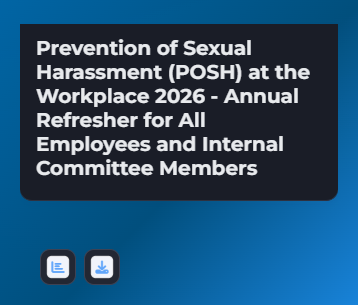 Prevention of Sexual
Harassment (POSH) at the
Workplace 2026 - Annual
Refresher for All
Employees and Internal
Committee Members